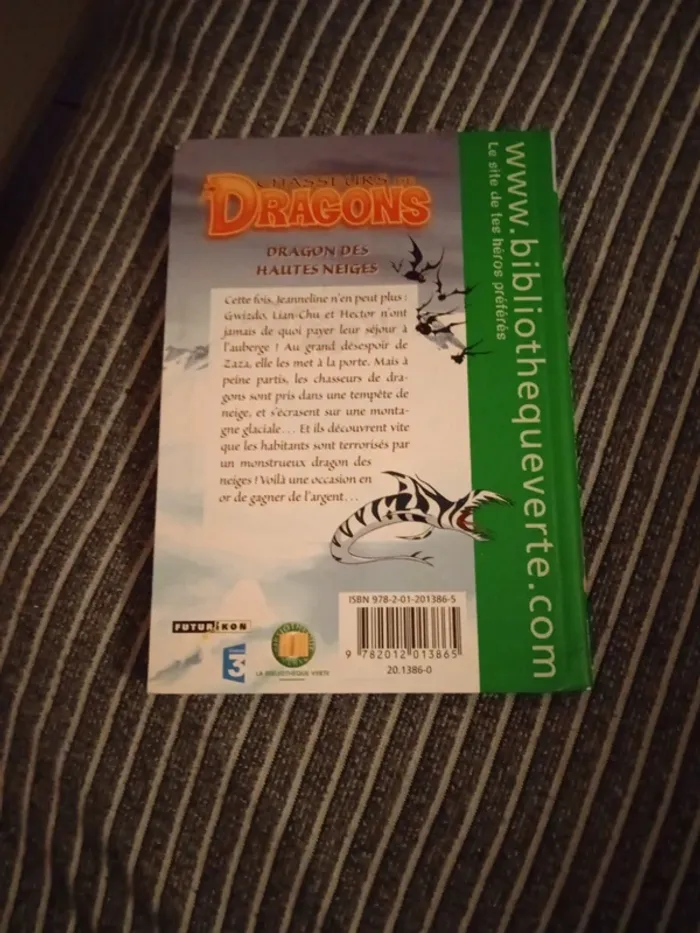 CHASSEURS DE
DRAGONS
DRAGON DES
HAUTES NEIGES
Cette fois, Jeanneline n'en peut plus :
Gwizdo, Lian-Chu et Hector n'ont
jamais de quoi payer leur séjour à
l'auberge ! Au grand désespoir de
Zaza, elle les met à la porte. Mais à
peine partis, les chasseurs de dra-
gons sont pris dans une tempête de
neige, et s'écrasent sur une monta-
gne glaciale... Et ils découvrent vite
que les habitants sont terrorisés par
un monstrueux dragon des
neiges ! Voilà une occasion en
or de gagner de l'argent...
www.bibliothequeverte.com
Le site de tes héros préférés
ISBN 978-2-01-201386-5
9 782012 013865
20.1386-0
FUTURIKON
3
LA BIBLIOTHÈQUE VERTE